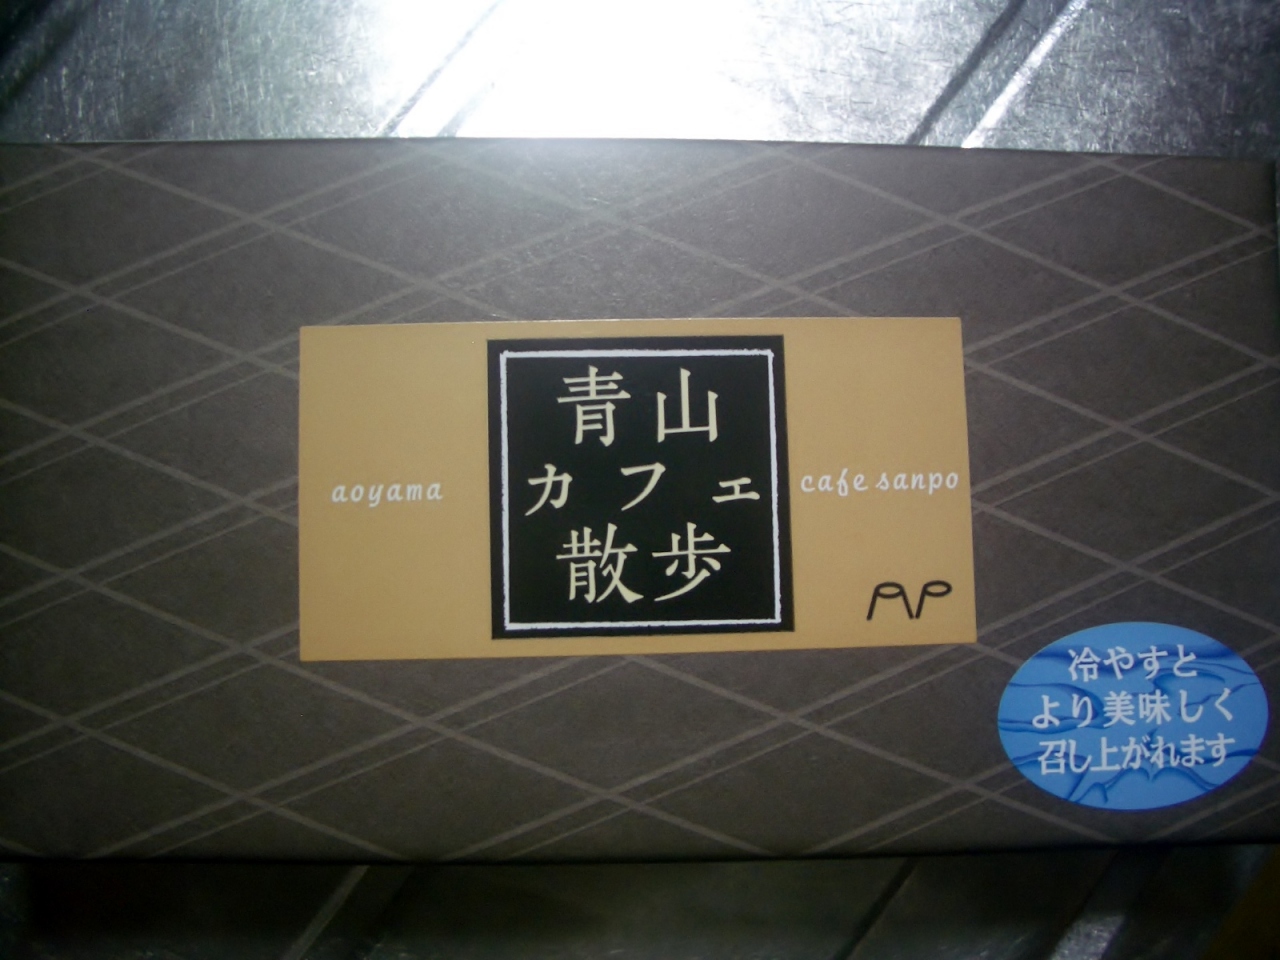 青山
カフェ
散歩
aoyama
cafe sanpo
冷やすと
より美味しく
召し上がれます